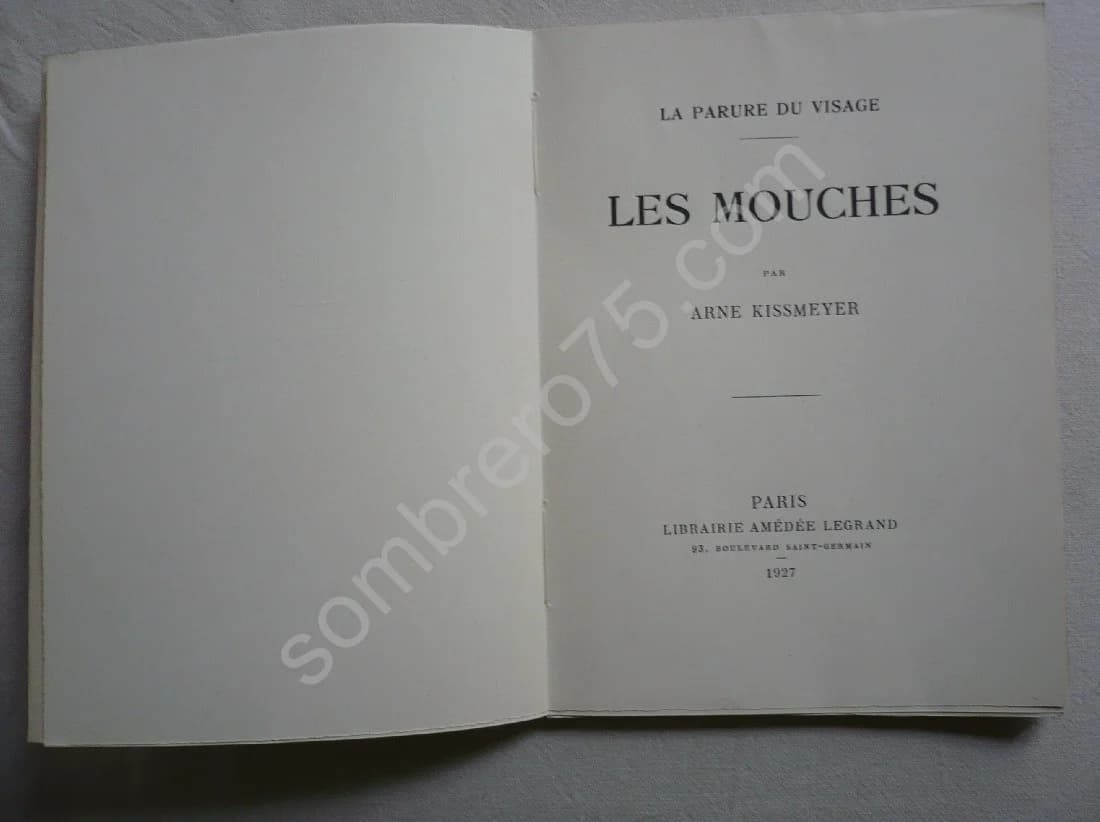 LA PARURE DU VISAGE
LES MOUCHES
PAR
ARNE KISSMEYER
PARIS
LIBRAIRIE AMÉDÉE LEGRAND
93, BOULEVARD SAINT-GERMAIN
1927
sombrero75.com